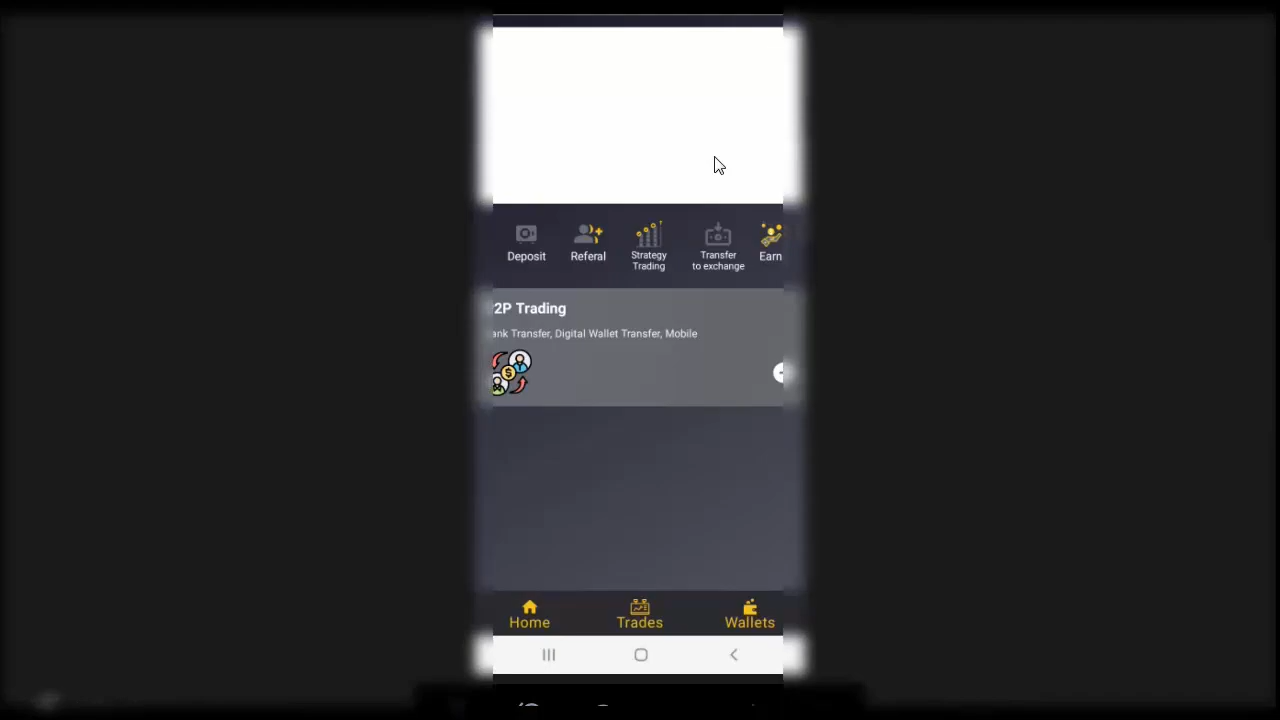 Deposit
Referal
Strategy
Trading
Transfer
to exchange
Earn
2P Trading
ank Transfer, Digital Wallet Transfer, Mobile
Home
Trades
Wallets